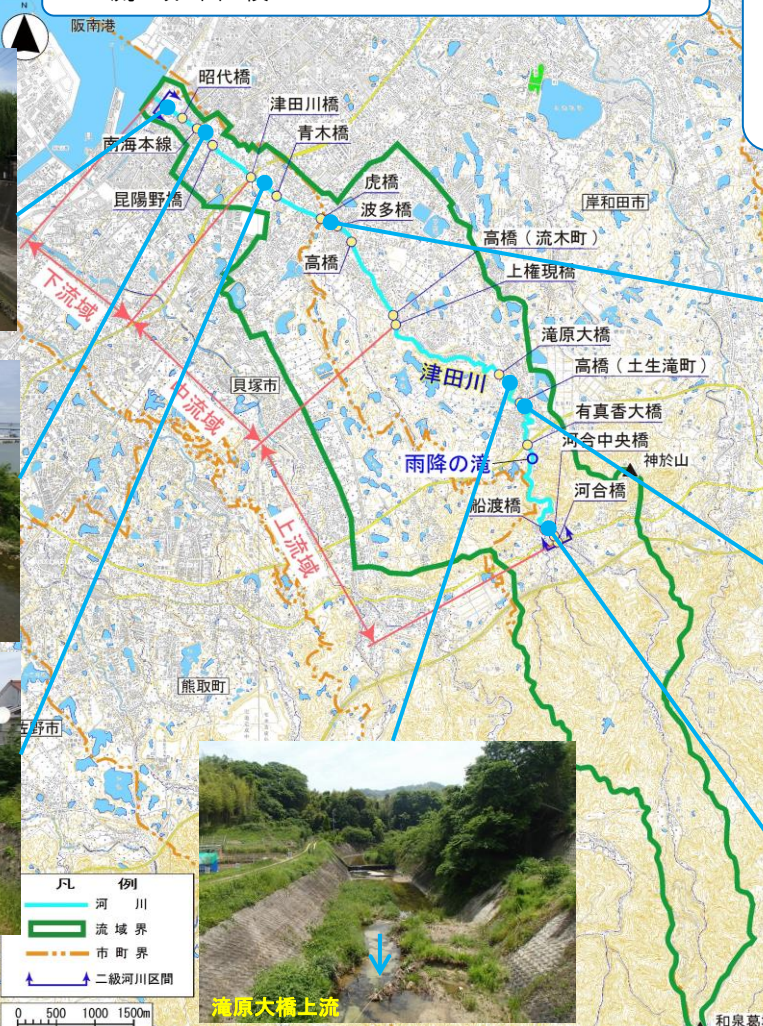 N
阪南港
昭代橋
津田川橋
青木橋
南海本線
昆陽野橋
虎橋
波多橋
岸和田市
高橋
高橋（流木町）
上権現橋
下流域
中流域
上流域
貝塚市
津田川
滝原大橋
高橋（土生滝町）
有真香大橋
雨降の滝
河合中央橋
神於山
船渡橋
河合橋
熊取町
佐野市
凡 例
河 川
流域界
市町界
二級河川区間
0 500 1000 1500m
滝原大橋上流
和泉葛